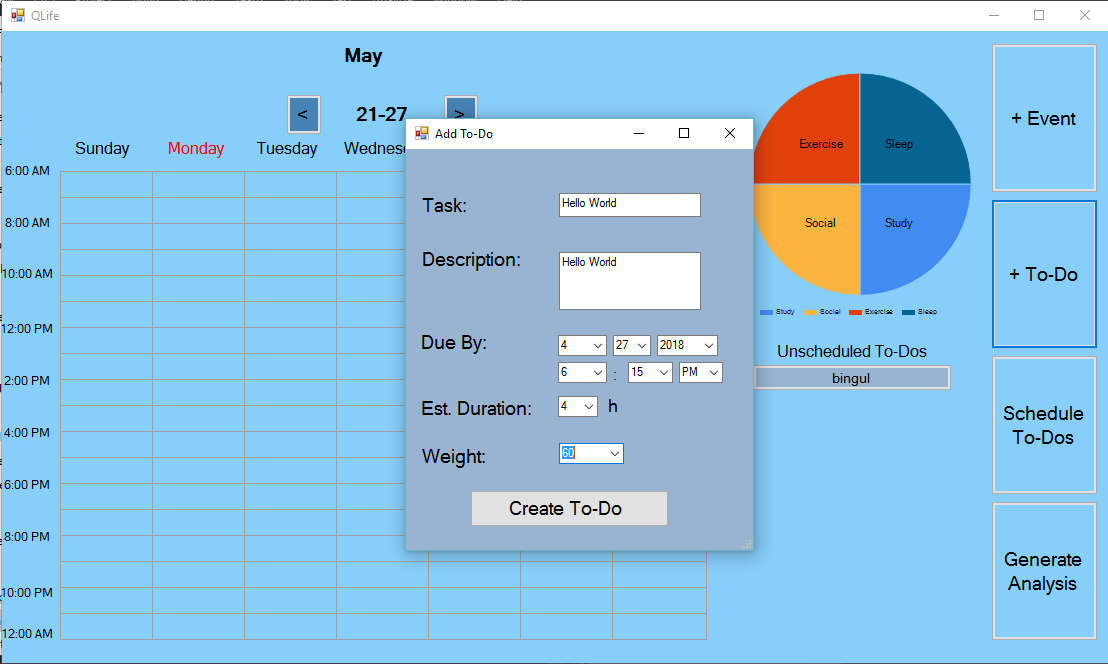 QLife
May
< 21-27 >
Sunday Monday Tuesday Wednes
6:00 AM
8:00 AM
10:00 AM
12:00 PM
2:00 PM
4:00 PM
6:00 PM
8:00 PM
10:00 PM
12:00 AM
Add To-Do
Task: Hello World
Description: Hello World
Due By: 4 27 2018
6 : 15 PM
Est. Duration: 4 h
Weight: 60
Create To-Do
Exercise Sleep
Social Study
Study Social Exercise Sleep
Unscheduled To-Dos
bingul
+ Event
+ To-Do
Schedule
To-Dos
Generate
Analysis